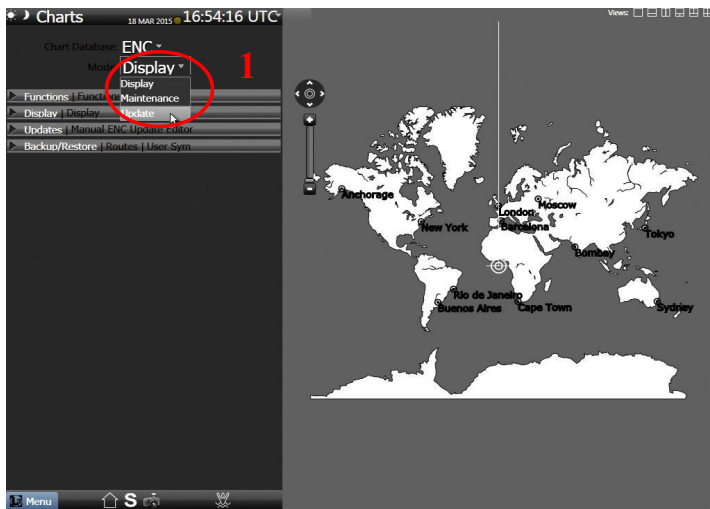 Charts 18 MAR 2015 16:54:16 UTC
Views:
Chart Database: ENC
Mode: Display
1
Display
Maintenance
Update
Functions | Functions
Display | Display
Updates | Manual ENC Update Editor
Backup/Restore | Routes | User Sym
Anchorage
Moscow
London
New York
Barcelona
Tokyo
Bombay
Rio de Janeiro
Buenos Aires
Cape Town
Sydney
Menu
S